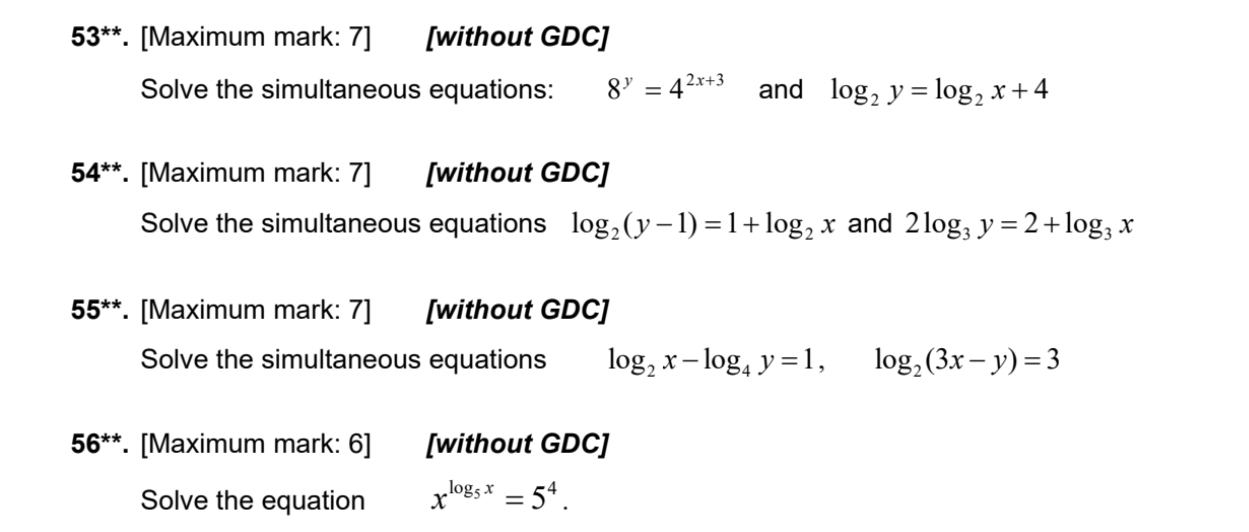 53**. [Maximum mark: 7] [without GDC]
Solve the simultaneous equations: 8^y = 4^{2x+3} and log₂ y = log₂ x + 4
54**. [Maximum mark: 7] [without GDC]
Solve the simultaneous equations log₂(y − 1) = 1 + log₂ x and 2 log₃ y = 2 + log₃ x
55**. [Maximum mark: 7] [without GDC]
Solve the simultaneous equations log₂ x − log₄ y = 1, log₂(3x − y) = 3
56**. [Maximum mark: 6] [without GDC]
Solve the equation x^{log₅ x} = 5⁴.